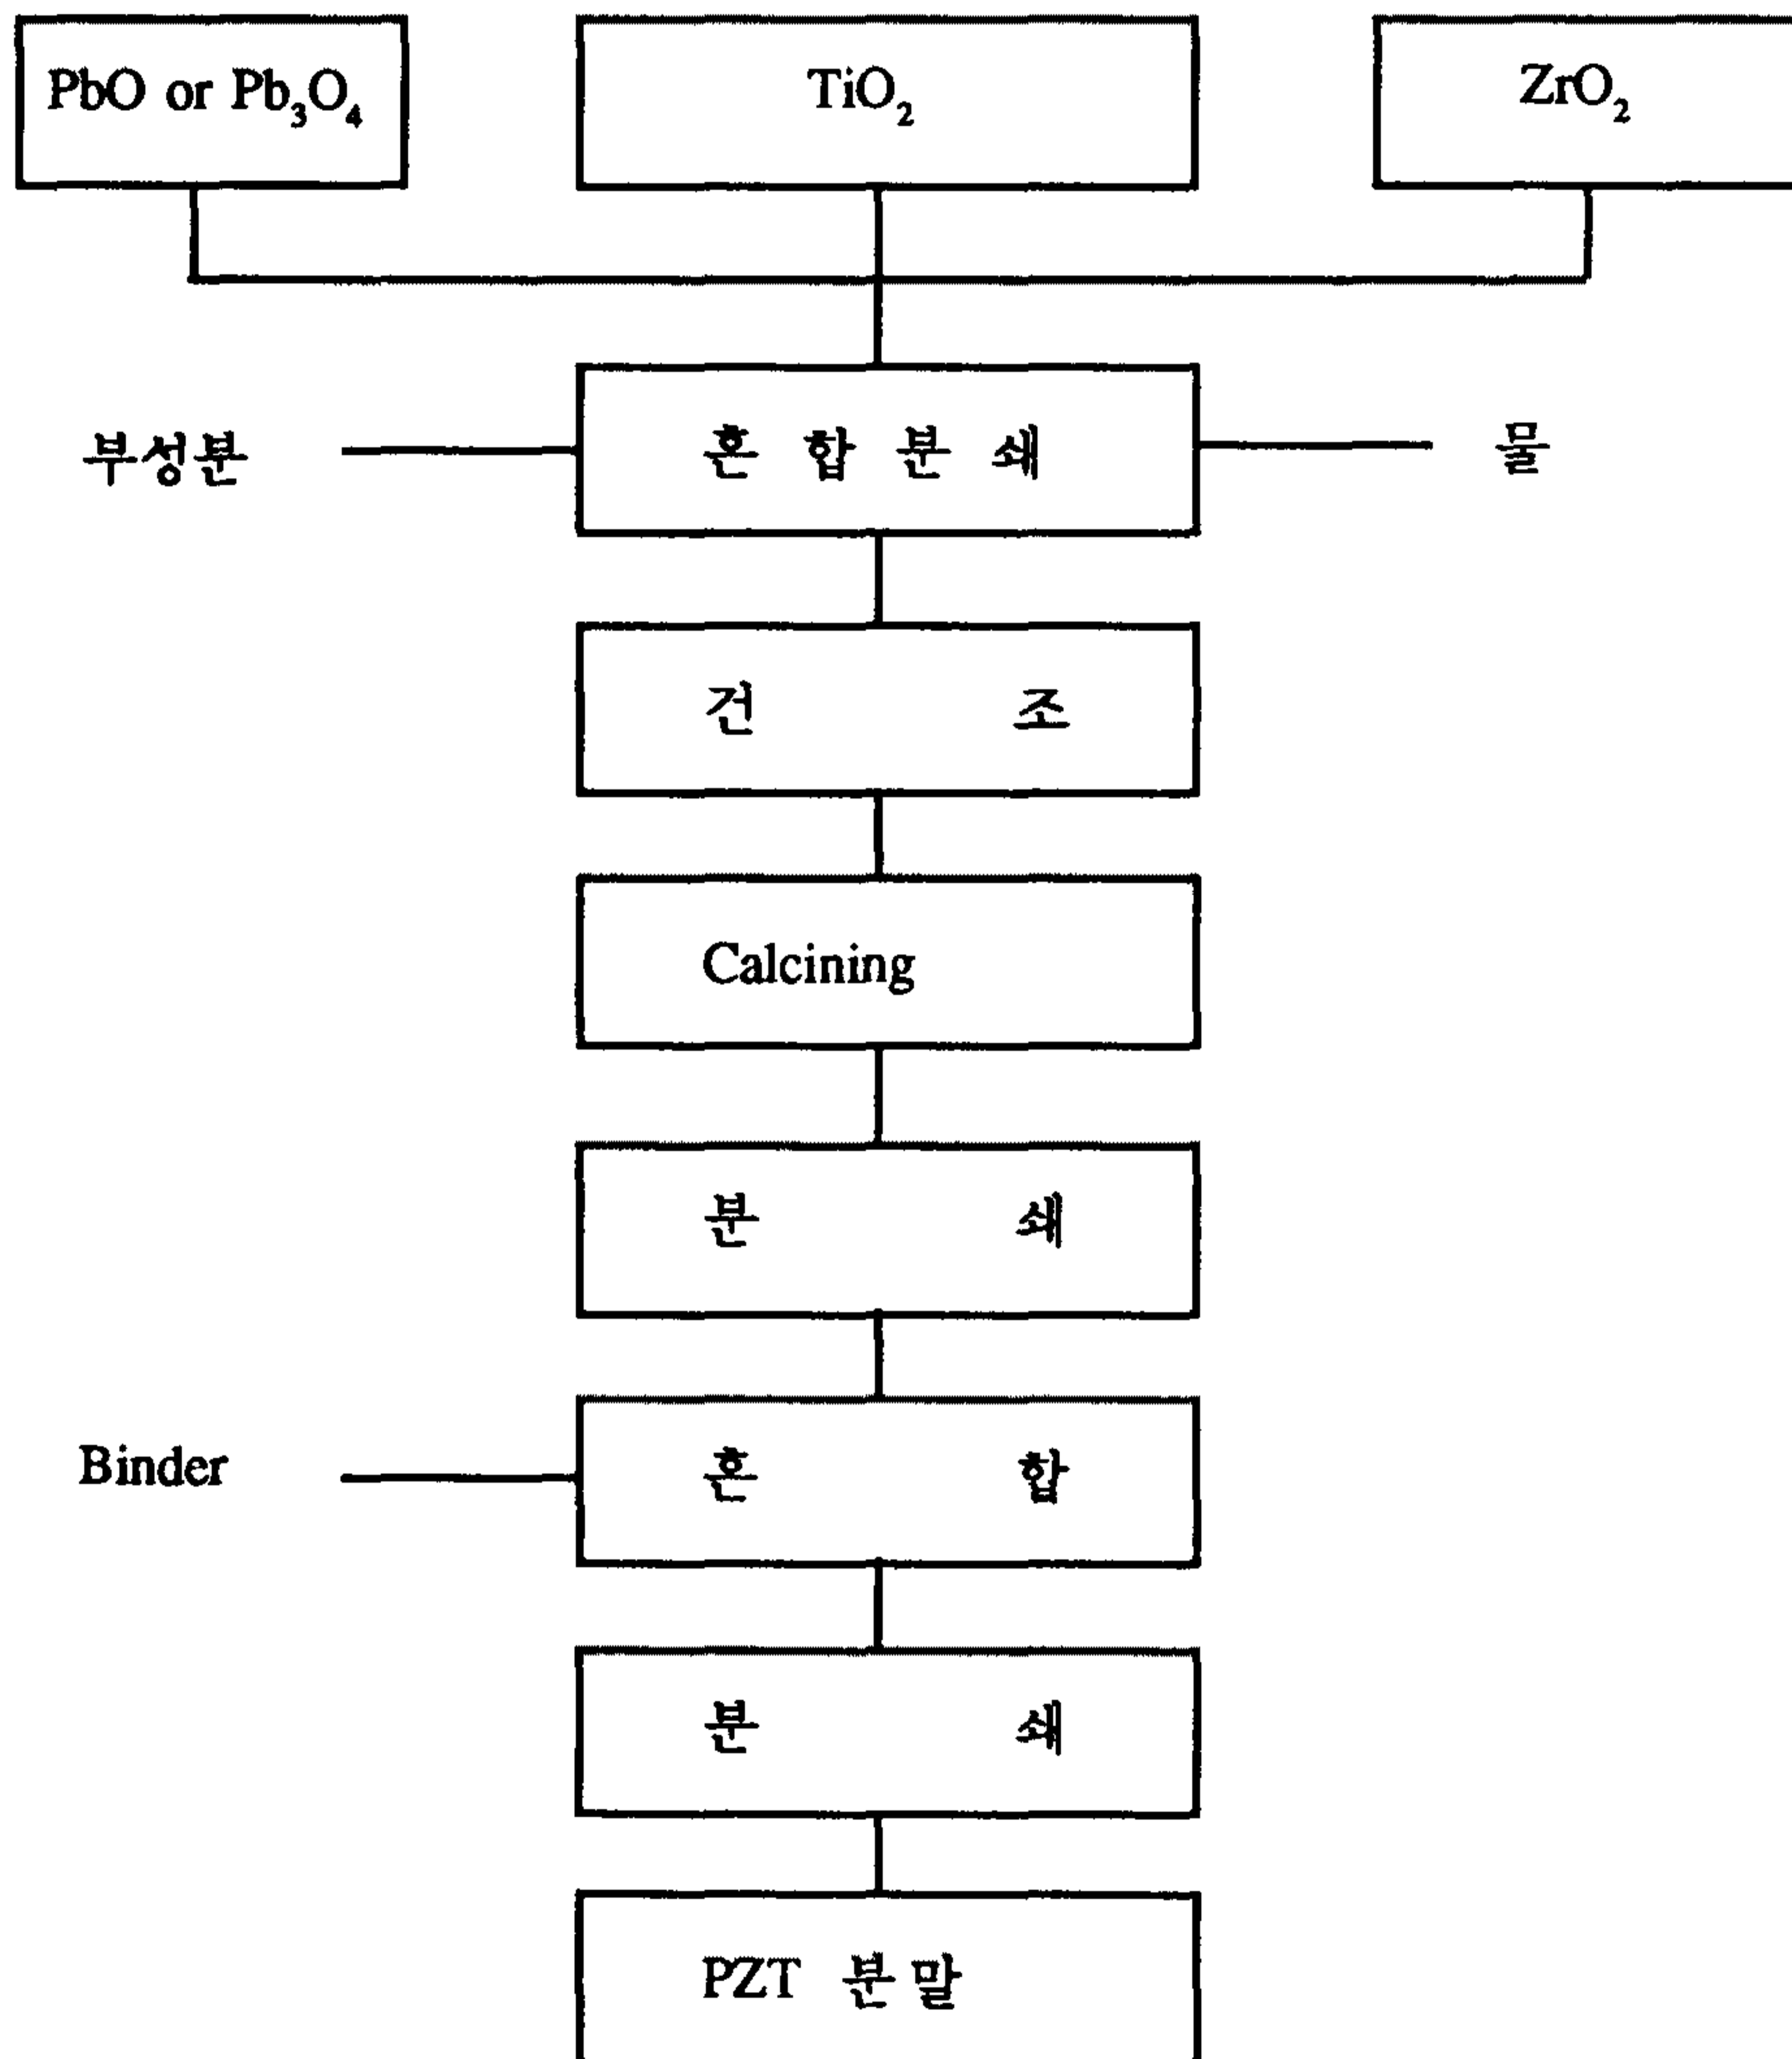 PbO or Pb₃O₄ TiO₂ ZrO₂
부성분 혼 합 분 쇄 물
건 조
Calcining
분 쇄
Binder 혼 합
분 쇄
PZT 분말